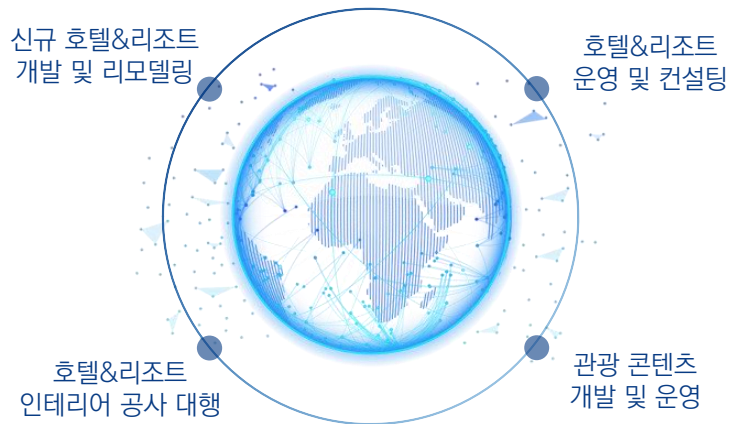 신규 호텔&리조트
개발 및 리모델링
호텔&리조트
운영 및 컨설팅
호텔&리조트
인테리어 공사 대행
관광 콘텐츠
개발 및 운영